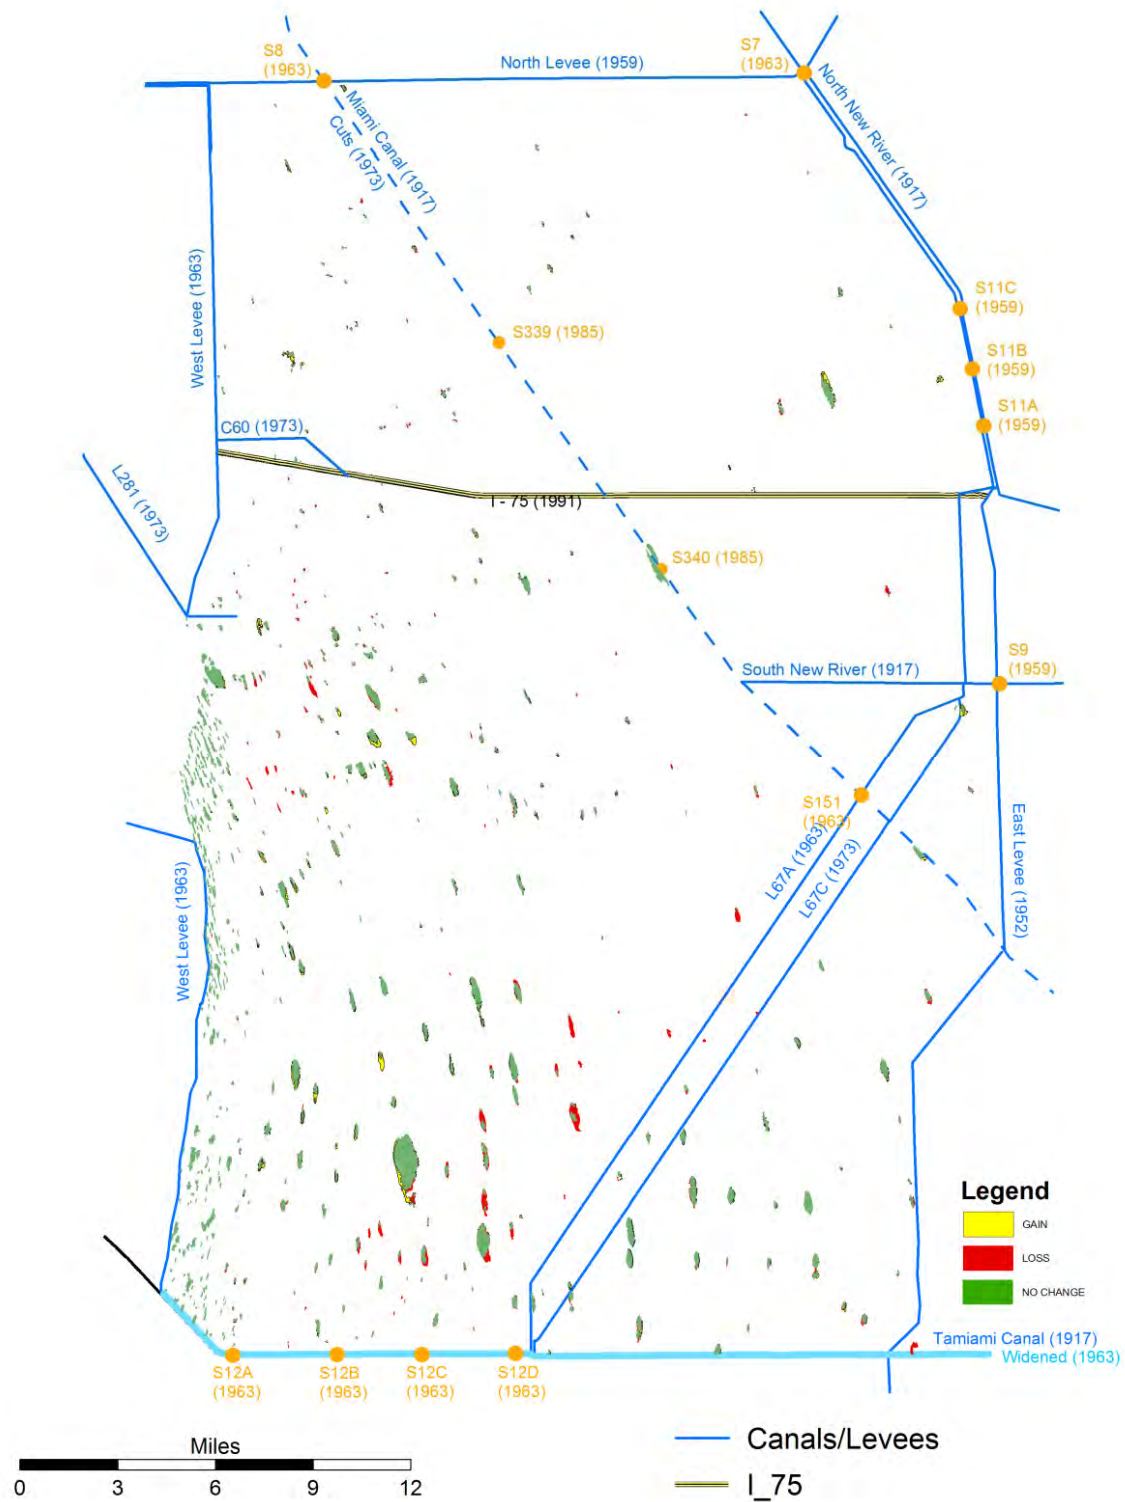 S8
(1963)
North Levee (1959)
S7
(1963)
Miami Canal (1917)
Cuts (1973)
North New River (1917)
West Levee (1963)
S11C
(1959)
S339 (1985)
S11B
(1959)
S11A
(1959)
C60 (1973)
L281 (1973)
I - 75 (1991)
S340 (1985)
S9
(1959)
South New River (1917)
S151
(1963)
L67A (1963)
L67C (1973)
East Levee (1952)
West Levee (1963)
Legend
GAIN
LOSS
NO CHANGE
Tamiami Canal (1917)
Widened (1963)
S12A
(1963)
S12B
(1963)
S12C
(1963)
S12D
(1963)
Miles
0 3 6 9 12
Canals/Levees
I_75